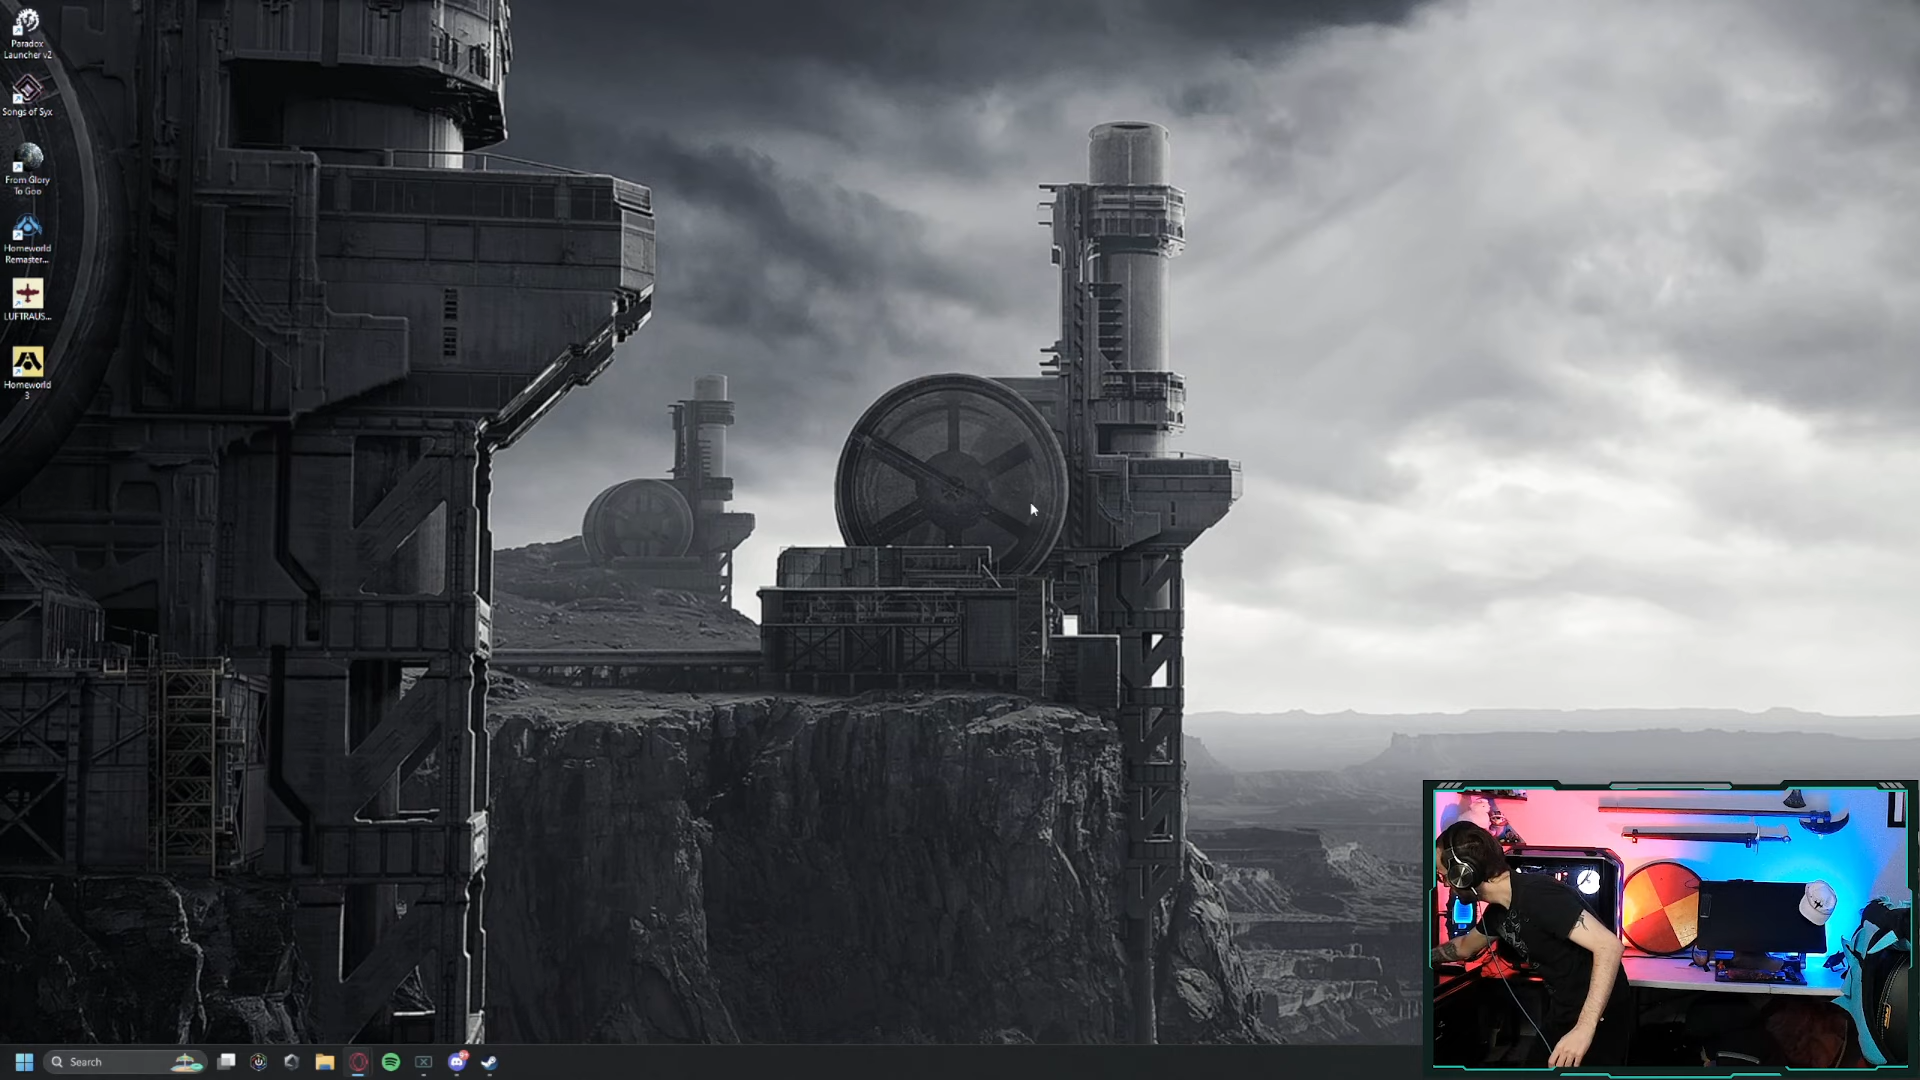 Paradox
Launcher v2
Songs of Syx
From Glory
To Goo
Homeworld
Remaster...
LUFTRAUS...
Homeworld
3
Search